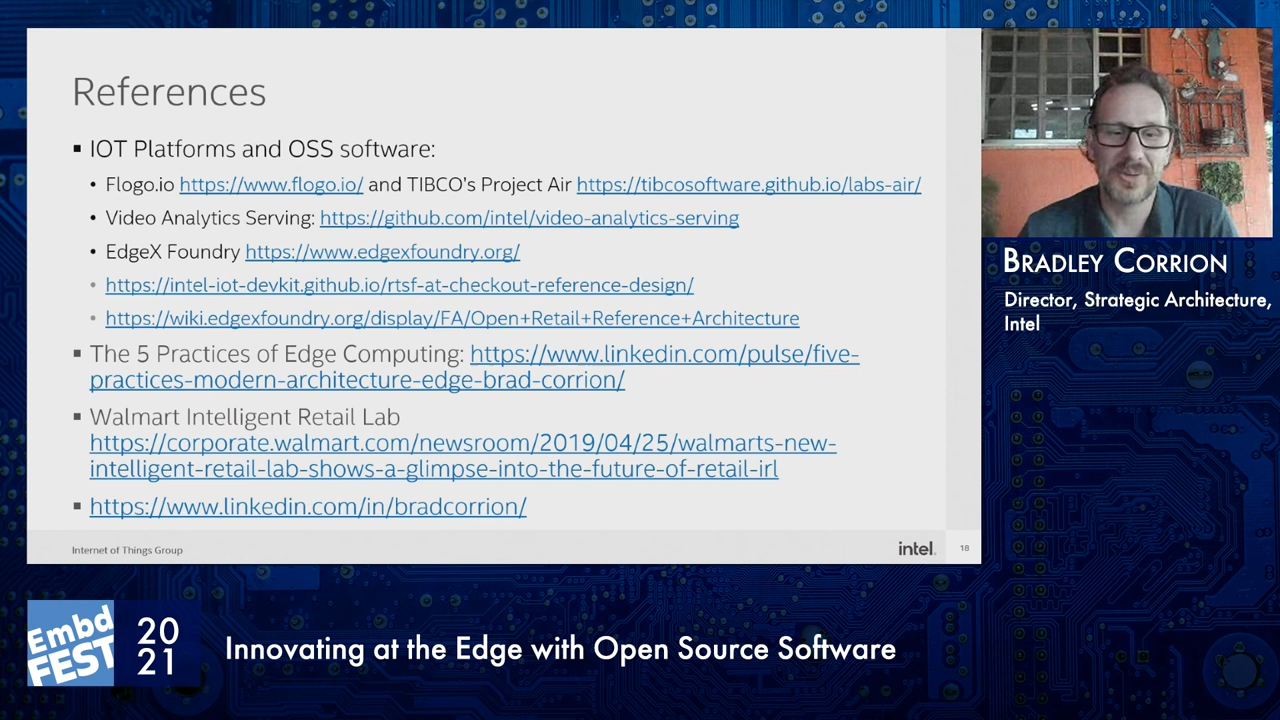 References
▪ IOT Platforms and OSS software:
• Flogo.io https://www.flogo.io/ and TIBCO's Project Air https://tibcosoftware.github.io/labs-air/
• Video Analytics Serving: https://github.com/intel/video-analytics-serving
• EdgeX Foundry https://www.edgexfoundry.org/
• https://intel-iot-devkit.github.io/rtsf-at-checkout-reference-design/
• https://wiki.edgexfoundry.org/display/FA/Open+Retail+Reference+Architecture
▪ The 5 Practices of Edge Computing: https://www.linkedin.com/pulse/five-
practices-modern-architecture-edge-brad-corrion/
▪ Walmart Intelligent Retail Lab
https://corporate.walmart.com/newsroom/2019/04/25/walmarts-new-
intelligent-retail-lab-shows-a-glimpse-into-the-future-of-retail-irl
▪ https://www.linkedin.com/in/bradcorrion/
Internet of Things Group
intel.
18
Bradley Corrion
Director, Strategic Architecture,
Intel
Embd
FEST
20
21
Innovating at the Edge with Open Source Software